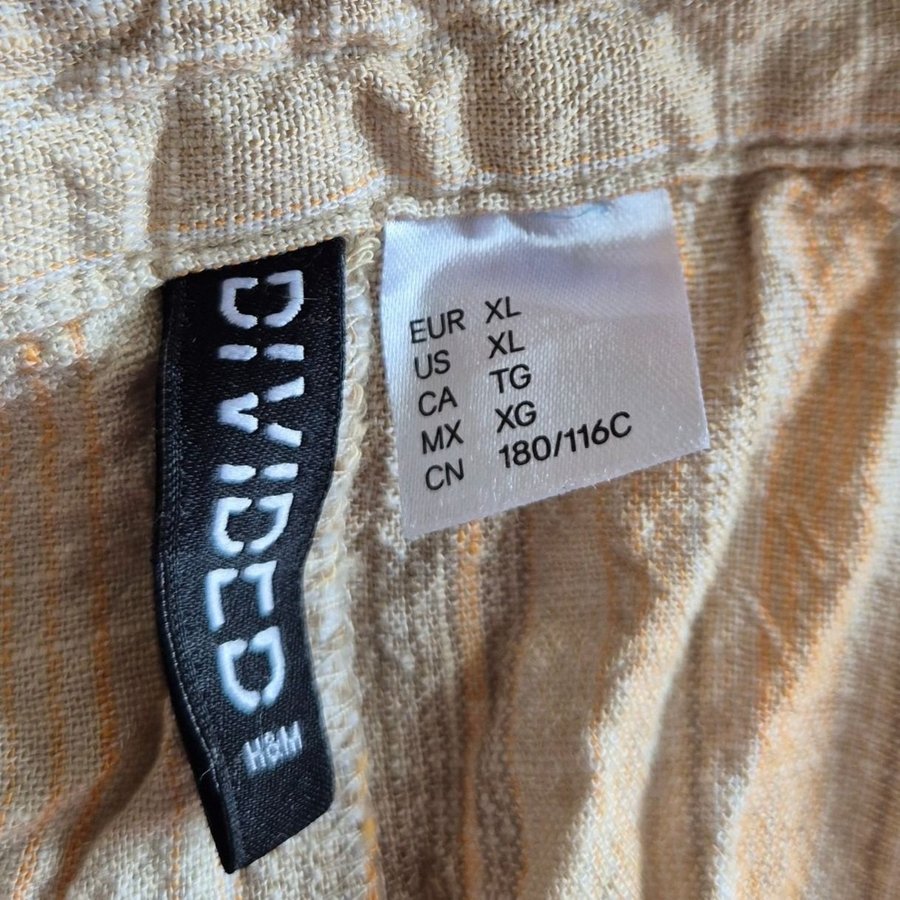 DIVIDED
H&M
EUR XL
US XL
CA TG
MX XG
CN 180/116C